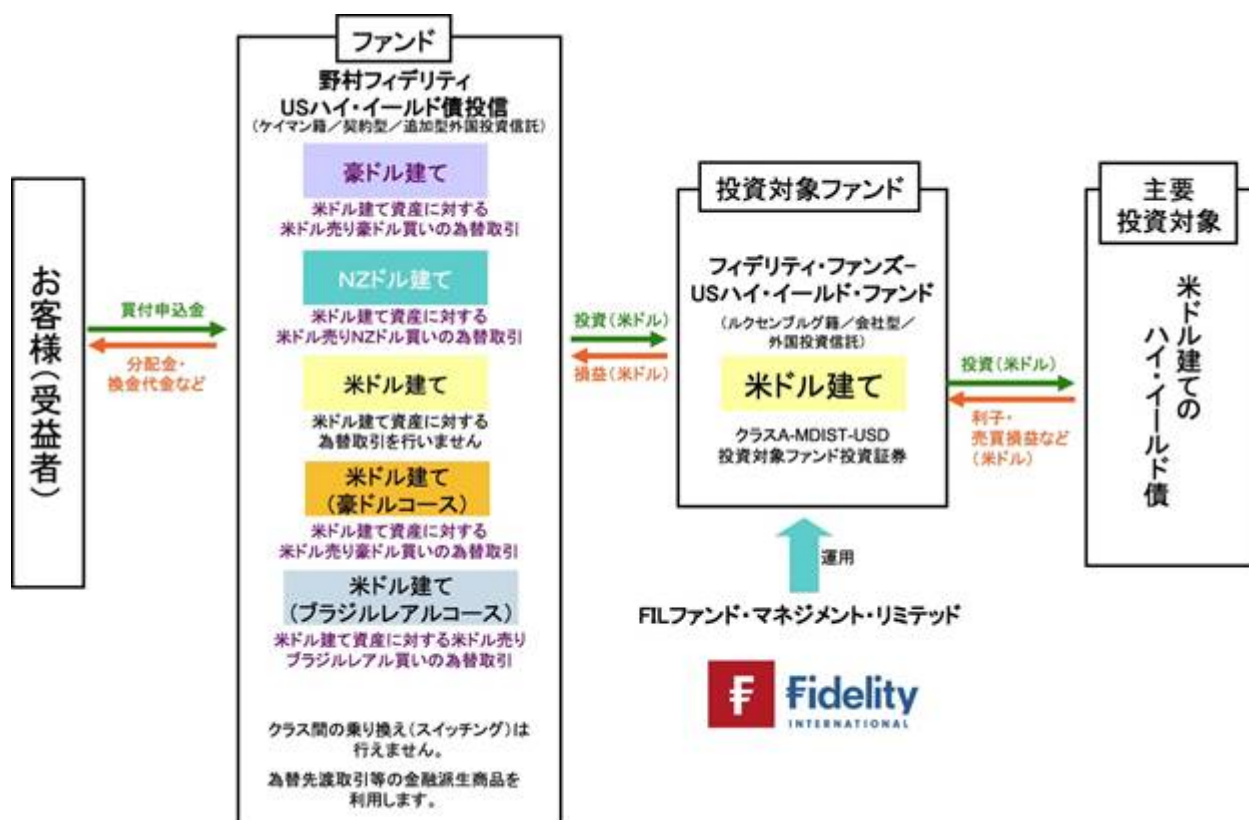 お客様(受益者)
買付申込金
分配金・
換金代金など
ファンド
野村フィデリティ
USハイ・イールド債投信
(ケイマン籍/契約型/追加型外国投資信託)
豪ドル建て
米ドル建て資産に対する
米ドル売り豪ドル買いの為替取引
NZドル建て
米ドル建て資産に対する
米ドル売りNZドル買いの為替取引
米ドル建て
米ドル建て資産に対する
為替取引を行いません
米ドル建て
(豪ドルコース)
米ドル建て資産に対する
米ドル売り豪ドル買いの為替取引
米ドル建て
(ブラジルレアルコース)
米ドル建て資産に対する米ドル売り
ブラジルレアル買いの為替取引
クラス間の乗り換え(スイッチング)は
行えません。
為替先渡取引等の金融派生商品を
利用します。
投資(米ドル)
損益(米ドル)
投資対象ファンド
フィデリティ・ファンズ-
USハイ・イールド・ファンド
(ルクセンブルグ籍/会社型/
外国投資信託)
米ドル建て
クラスA-MDIST-USD
投資対象ファンド投資証券
運用
FILファンド・マネジメント・リミテッド
Fidelity
INTERNATIONAL
投資(米ドル)
利子・
売買損益など
(米ドル)
主要
投資対象
米ドル建ての
ハイ・イールド債